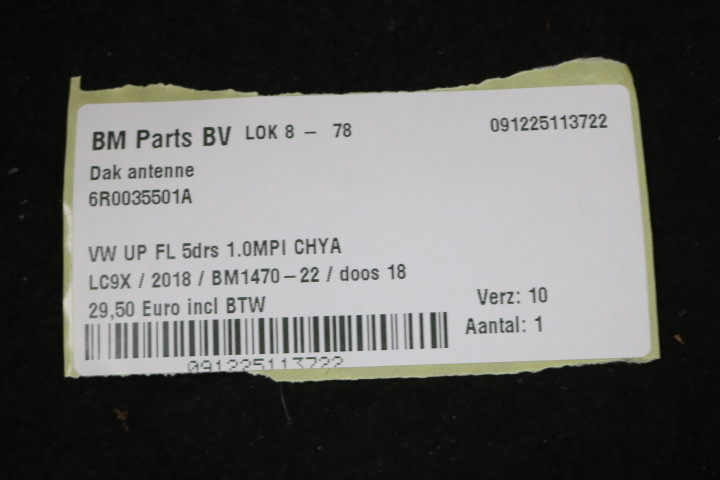 BM Parts BV LOK 8 - 78 091225113722
Dak antenne
6R0035501A
VW UP FL 5drs 1.0MPI CHYA
LC9X / 2018 / BM1470-22 / doos 18
29,50 Euro incl BTW Verz: 10
Aantal: 1
091225113722